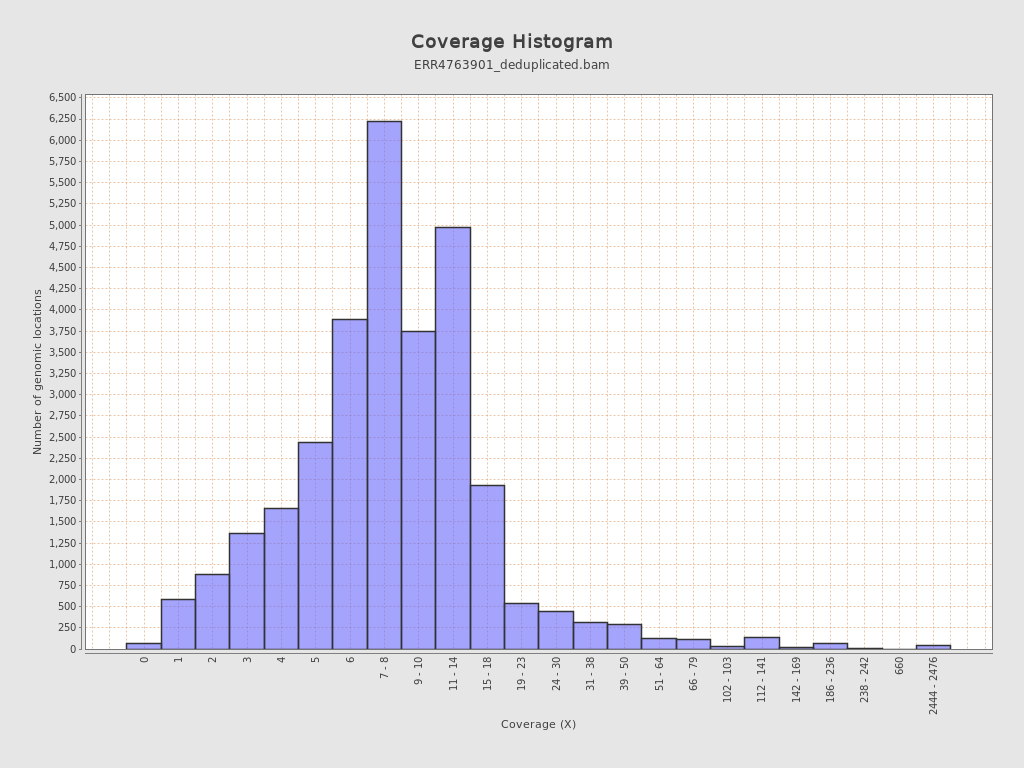 Coverage Histogram
ERR4763901_deduplicated.bam
Number of genomic locations
6,500
6,250
6,000
5,750
5,500
5,250
5,000
4,750
4,500
4,250
4,000
3,750
3,500
3,250
3,000
2,750
2,500
2,250
2,000
1,750
1,500
1,250
1,000
750
500
250
0
0
1
2
3
4
5
6
7 - 8
9 - 10
11 - 14
15 - 18
19 - 23
24 - 30
31 - 38
39 - 50
51 - 64
66 - 79
102 - 103
112 - 141
142 - 169
186 - 236
238 - 242
660
2444 - 2476
Coverage (X)